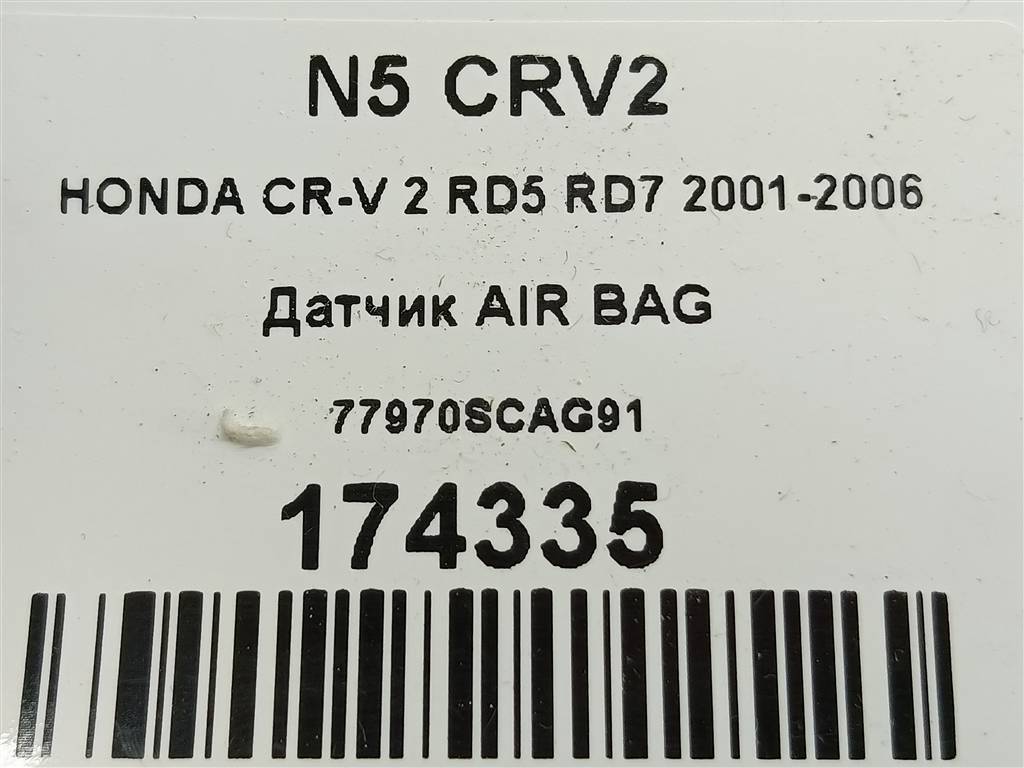 N5 CRV2
HONDA CR-V 2 RD5 RD7 2001-2006
Датчик AIR BAG
77970SCAG91
174335